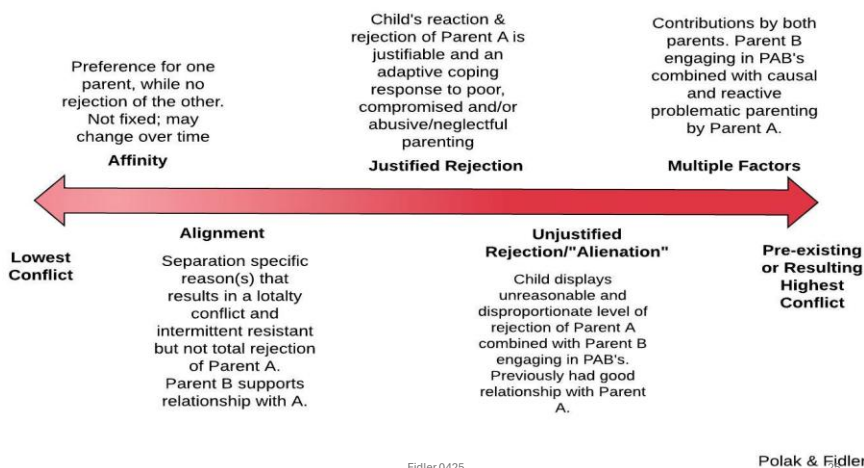 Preference for one
parent, while no
rejection of the other.
Not fixed; may
change over time
Affinity
Child's reaction &
rejection of Parent A is
justifiable and an
adaptive coping
response to poor,
compromised and/or
abusive/neglectful
parenting
Justified Rejection
Contributions by both
parents. Parent B
engaging in PAB's
combined with causal
and reactive
problematic parenting
by Parent A.
Multiple Factors
Lowest
Conflict
Alignment
Separation specific
reason(s) that
results in a lotalty
conflict and
intermittent resistant
but not total rejection
of Parent A.
Parent B supports
relationship with A.
Unjustified
Rejection/"Alienation"
Child displays
unreasonable and
disproportionate level of
rejection of Parent A
combined with Parent B
engaging in PAB's.
Previously had good
relationship with Parent
A.
Pre-existing
or Resulting
Highest
Conflict
Polak & Fidler
Fidler 0425